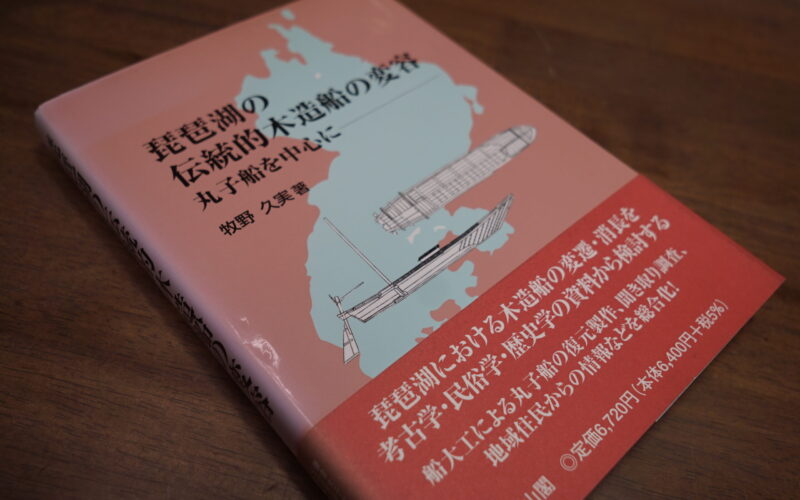 琵琶湖の
伝統的木造船の変容
丸子船を中心に
牧野 久実 著
琵琶湖における木造船の変遷・消長を
考古学・民俗学・歴史学の資料から検討する
船大工による丸子船の復元製作、聞き取り調査、
地域住民からの情報などを総合化!
山閣 ◎定価6,720円(本体6,400円+税5%)